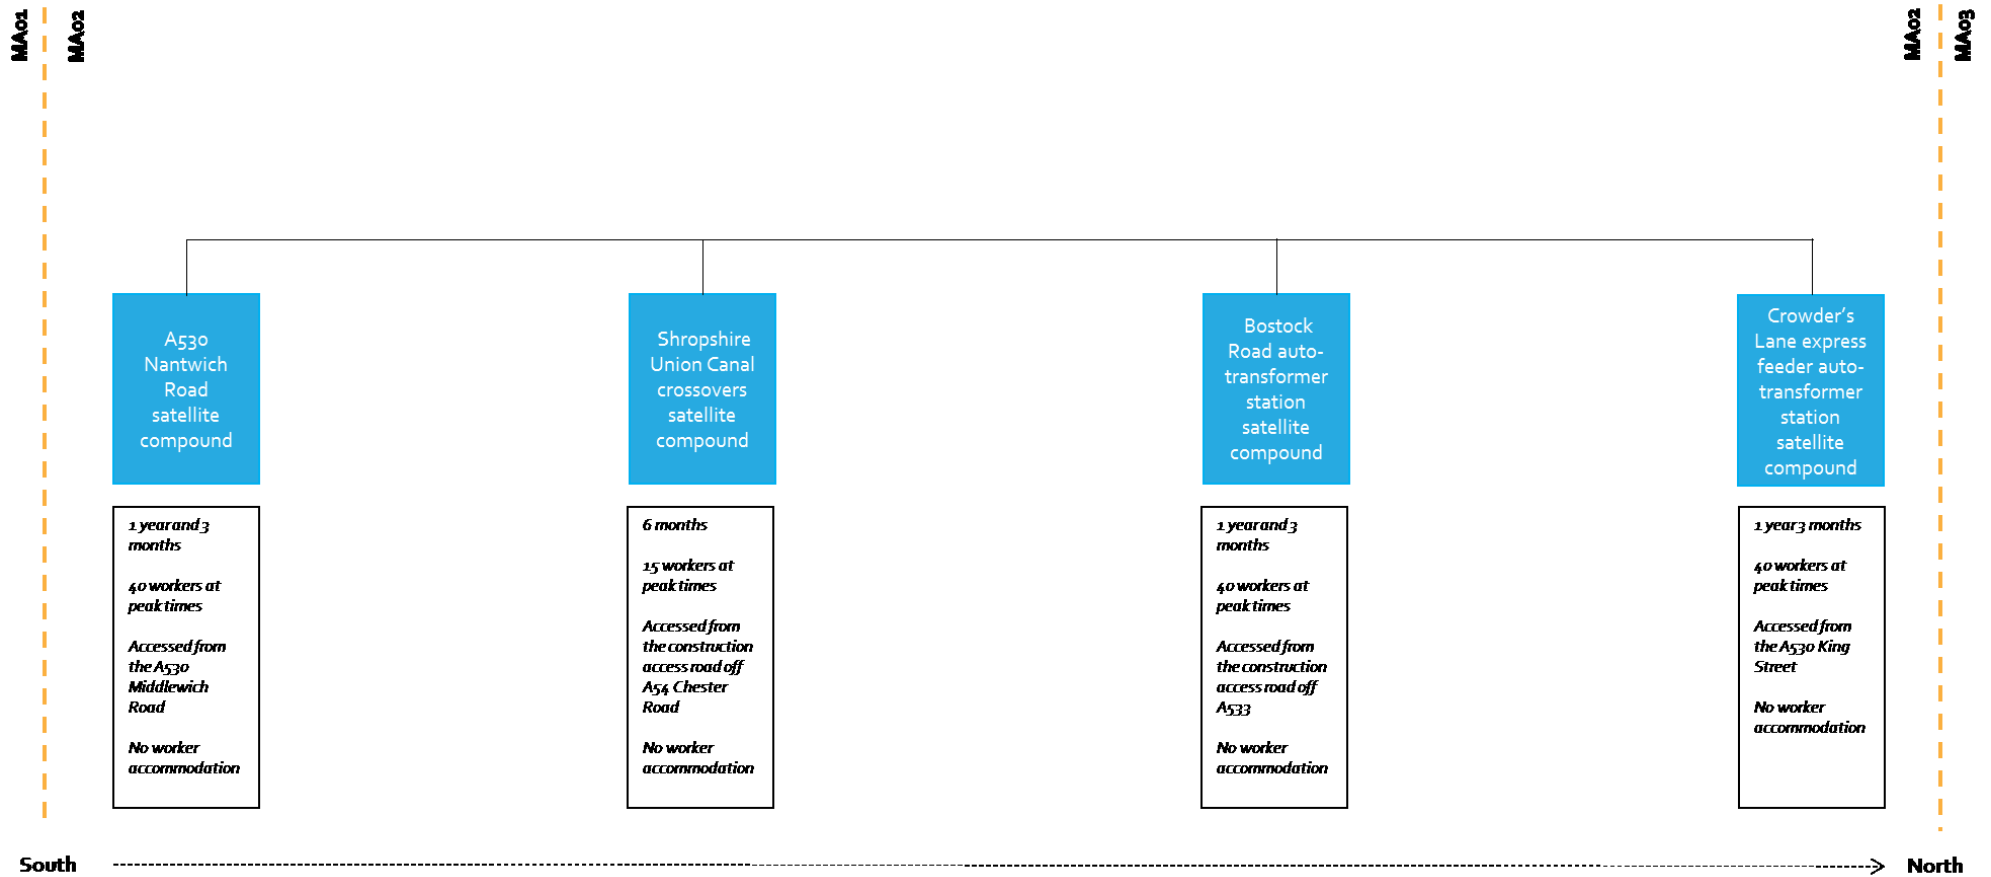 MA01
MA02
MA02
MA03
A530
Nantwich
Road
satellite
compound
Shropshire
Union Canal
crossovers
satellite
compound
Bostock
Road auto-
transformer
station
satellite
compound
Crowder's
Lane express
feeder auto-
transformer
station
satellite
compound
1 year and 3
months
40 workers at
peak times
Accessed from
the A530
Middlewich
Road
No worker
accommodation
6 months
15 workers at
peak times
Accessed from
the construction
access road off
A54 Chester
Road
No worker
accommodation
1 year and 3
months
40 workers at
peak times
Accessed from
the construction
access road off
A533
No worker
accommodation
1 year 3 months
40 workers at
peak times
Accessed from
the A530 King
Street
No worker
accommodation
South
North